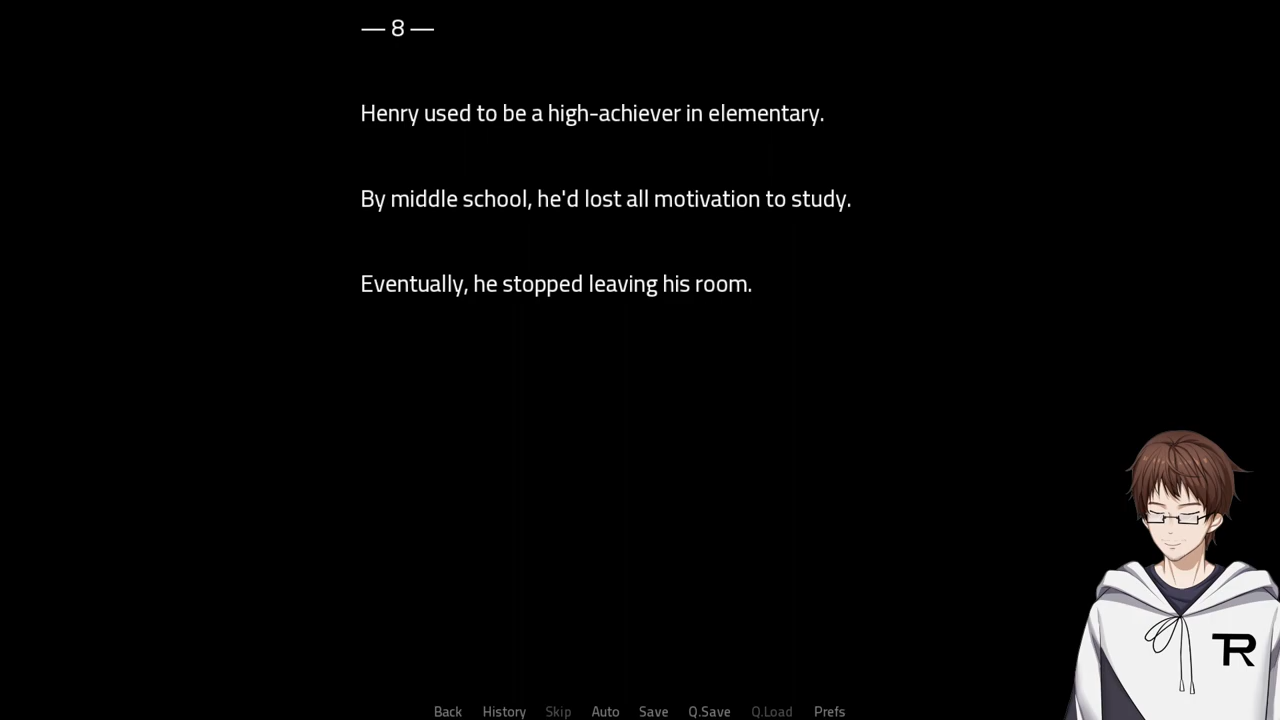 — 8 —
Henry used to be a high-achiever in elementary.
By middle school, he'd lost all motivation to study.
Eventually, he stopped leaving his room.
TR
Back History Skip Auto Save Q.Save Q.Load Prefs